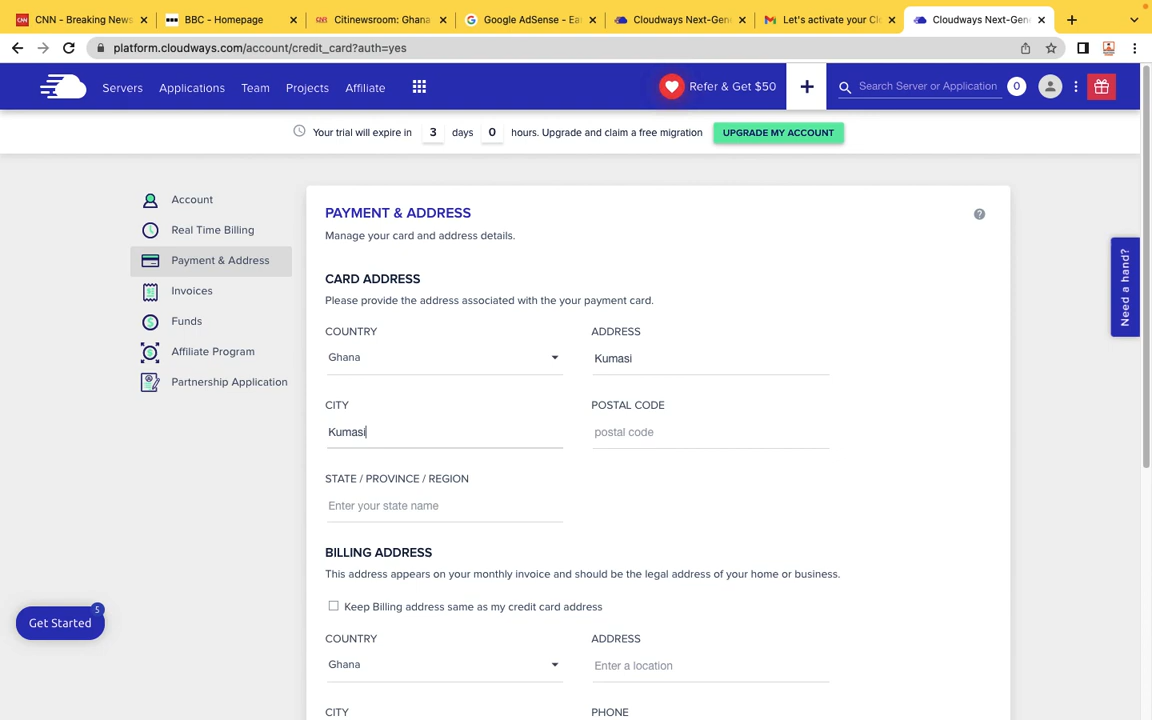 CNN - Breaking News
BBC - Homepage
Citinewsroom: Ghana
Google AdSense - Ea
Cloudways Next-Gen
Let's activate your Cl
Cloudways Next-Gen
platform.cloudways.com/account/credit_card?auth=yes
Servers
Applications
Team
Projects
Affiliate
Refer & Get $50
+
Search Server or Application
0
Your trial will expire in 3 days 0 hours. Upgrade and claim a free migration
UPGRADE MY ACCOUNT
Account
Real Time Billing
Payment & Address
Invoices
Funds
Affiliate Program
Partnership Application
PAYMENT & ADDRESS
Manage your card and address details.
CARD ADDRESS
Please provide the address associated with the your payment card.
COUNTRY
Ghana
ADDRESS
Kumasi
CITY
Kumasi
POSTAL CODE
postal code
STATE / PROVINCE / REGION
Enter your state name
BILLING ADDRESS
This address appears on your monthly invoice and should be the legal address of your home or business.
Keep Billing address same as my credit card address
COUNTRY
Ghana
ADDRESS
Enter a location
CITY
PHONE
Need a hand?
Get Started
5